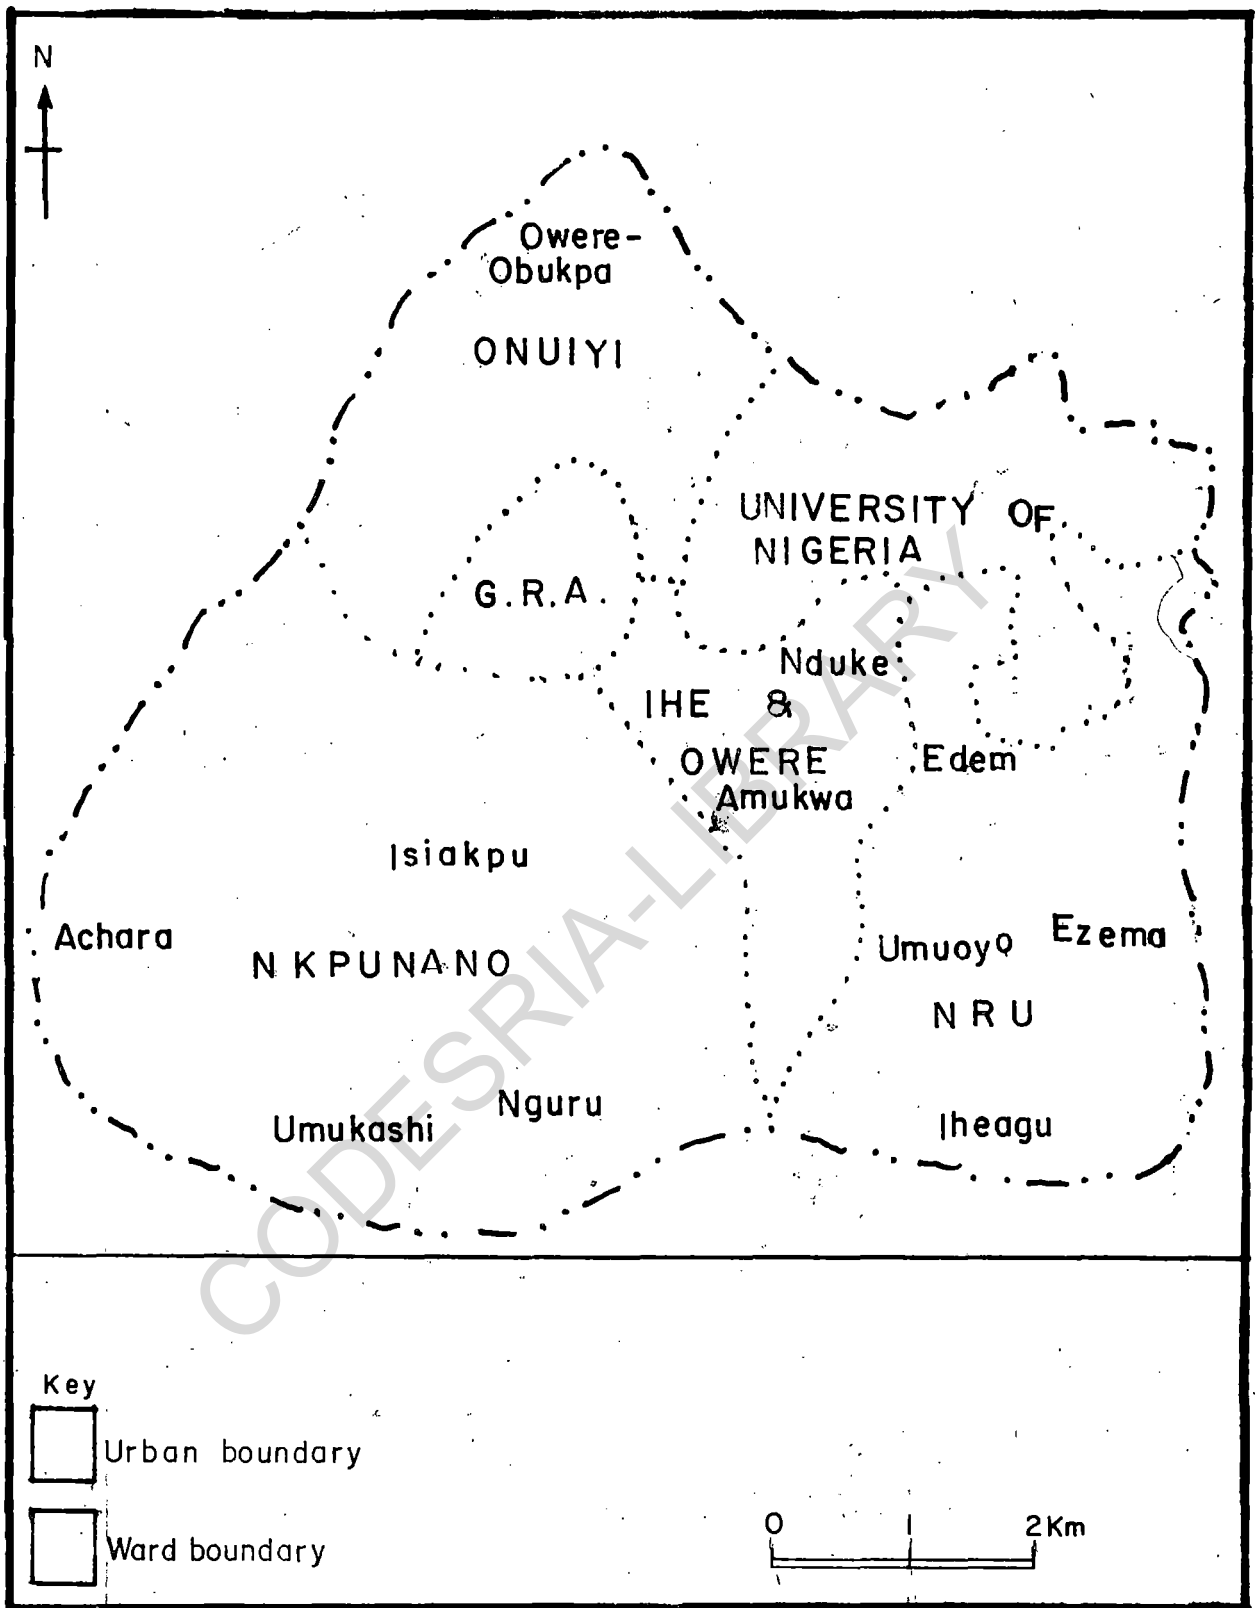 N
Owere-
Obukpa
ONUIYI
UNIVERSITY OF
NIGERIA
G.R.A.
Nduke
IHE &
OWERE
Edem
Amukwa
Isiakpu
Achara
NKPUNANO
Umuoyo
Ezema
NRU
Nguru
Umukashi
Iheagu
CODESRIA-LIBRARY
Key
Urban boundary
Ward boundary
0 1 2Km